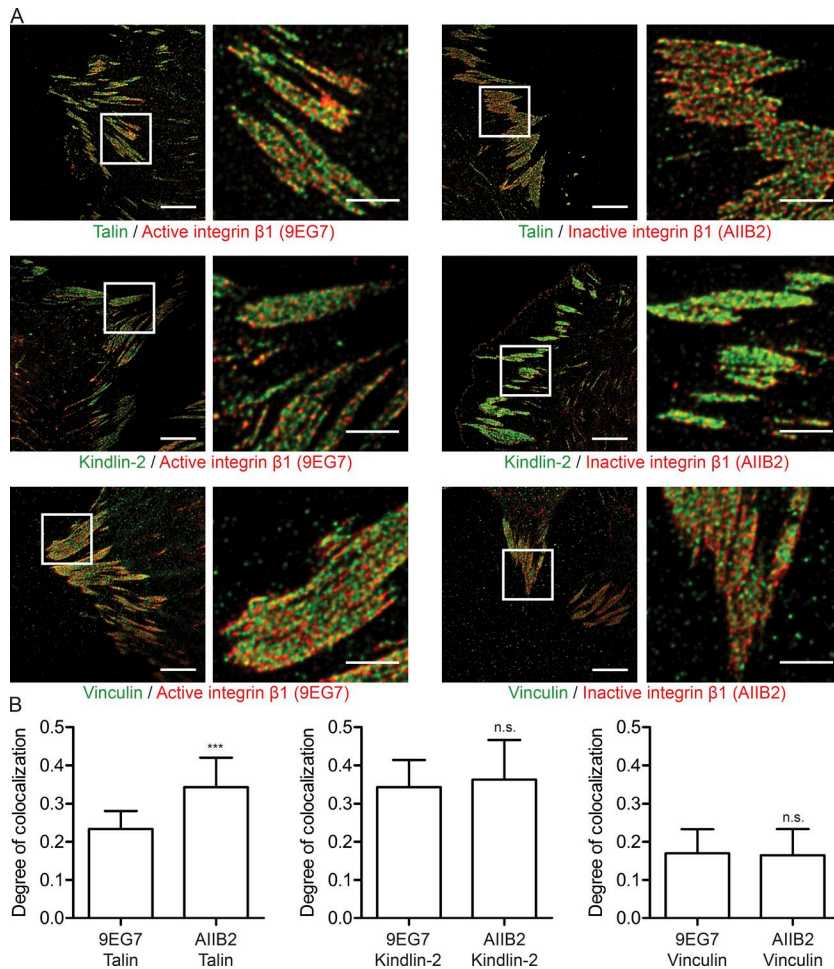 A
Talin / Active integrin β1 (9EG7)
Talin / Inactive integrin β1 (AIIB2)
Kindlin-2 / Active integrin β1 (9EG7)
Kindlin-2 / Inactive integrin β1 (AIIB2)
Vinculin / Active integrin β1 (9EG7)
Vinculin / Inactive integrin β1 (AIIB2)
B
Degree of colocalization
0.5
0.4
0.3
0.2
0.1
0.0
***
9EG7
Talin
AIIB2
Talin
Degree of colocalization
0.5
0.4
0.3
0.2
0.1
0.0
n.s.
9EG7
Kindlin-2
AIIB2
Kindlin-2
Degree of colocalization
0.5
0.4
0.3
0.2
0.1
0.0
n.s.
9EG7
Vinculin
AIIB2
Vinculin